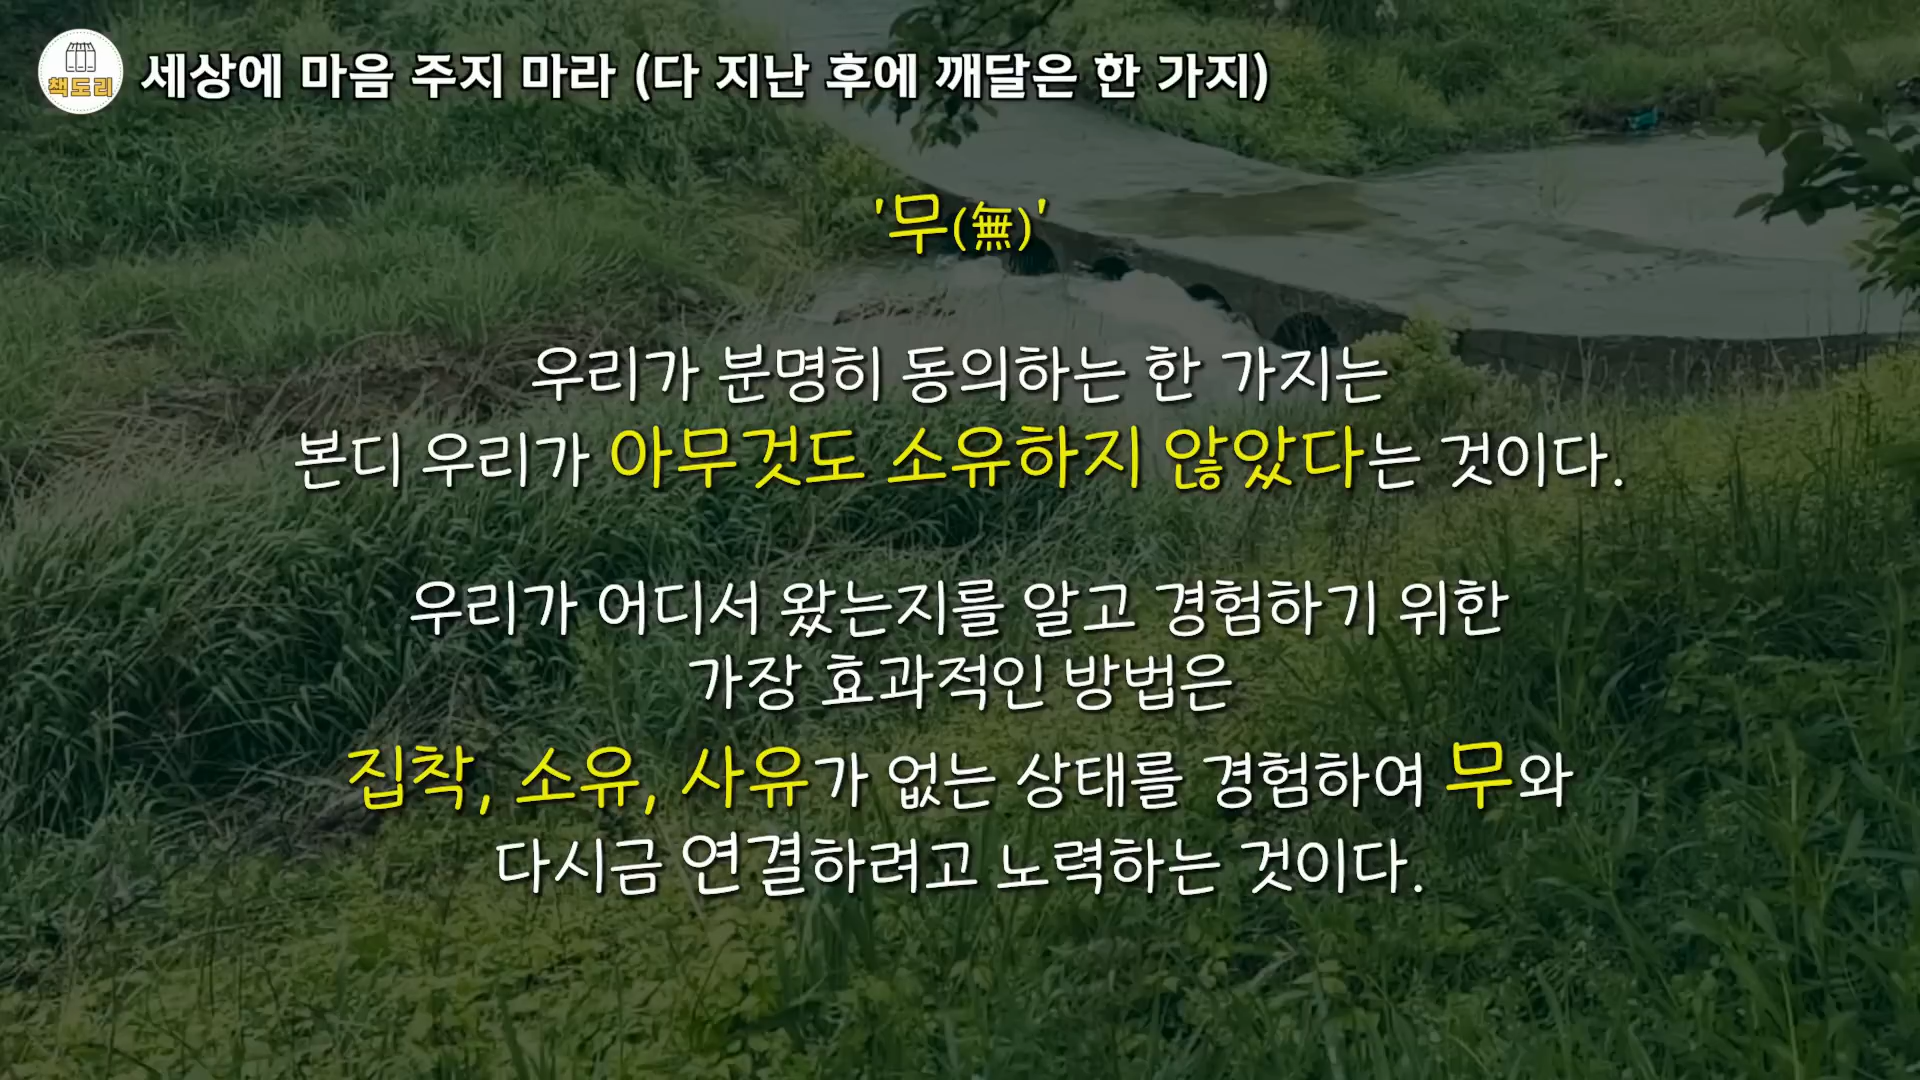 책도리
세상에 마음 주지 마라 (다 지난 후에 깨달은 한 가지)
'무(無)'
우리가 분명히 동의하는 한 가지는
본디 우리가 아무것도 소유하지 않았다는 것이다.
우리가 어디서 왔는지를 알고 경험하기 위한
가장 효과적인 방법은
집착, 소유, 사유가 없는 상태를 경험하여 무와
다시금 연결하려고 노력하는 것이다.